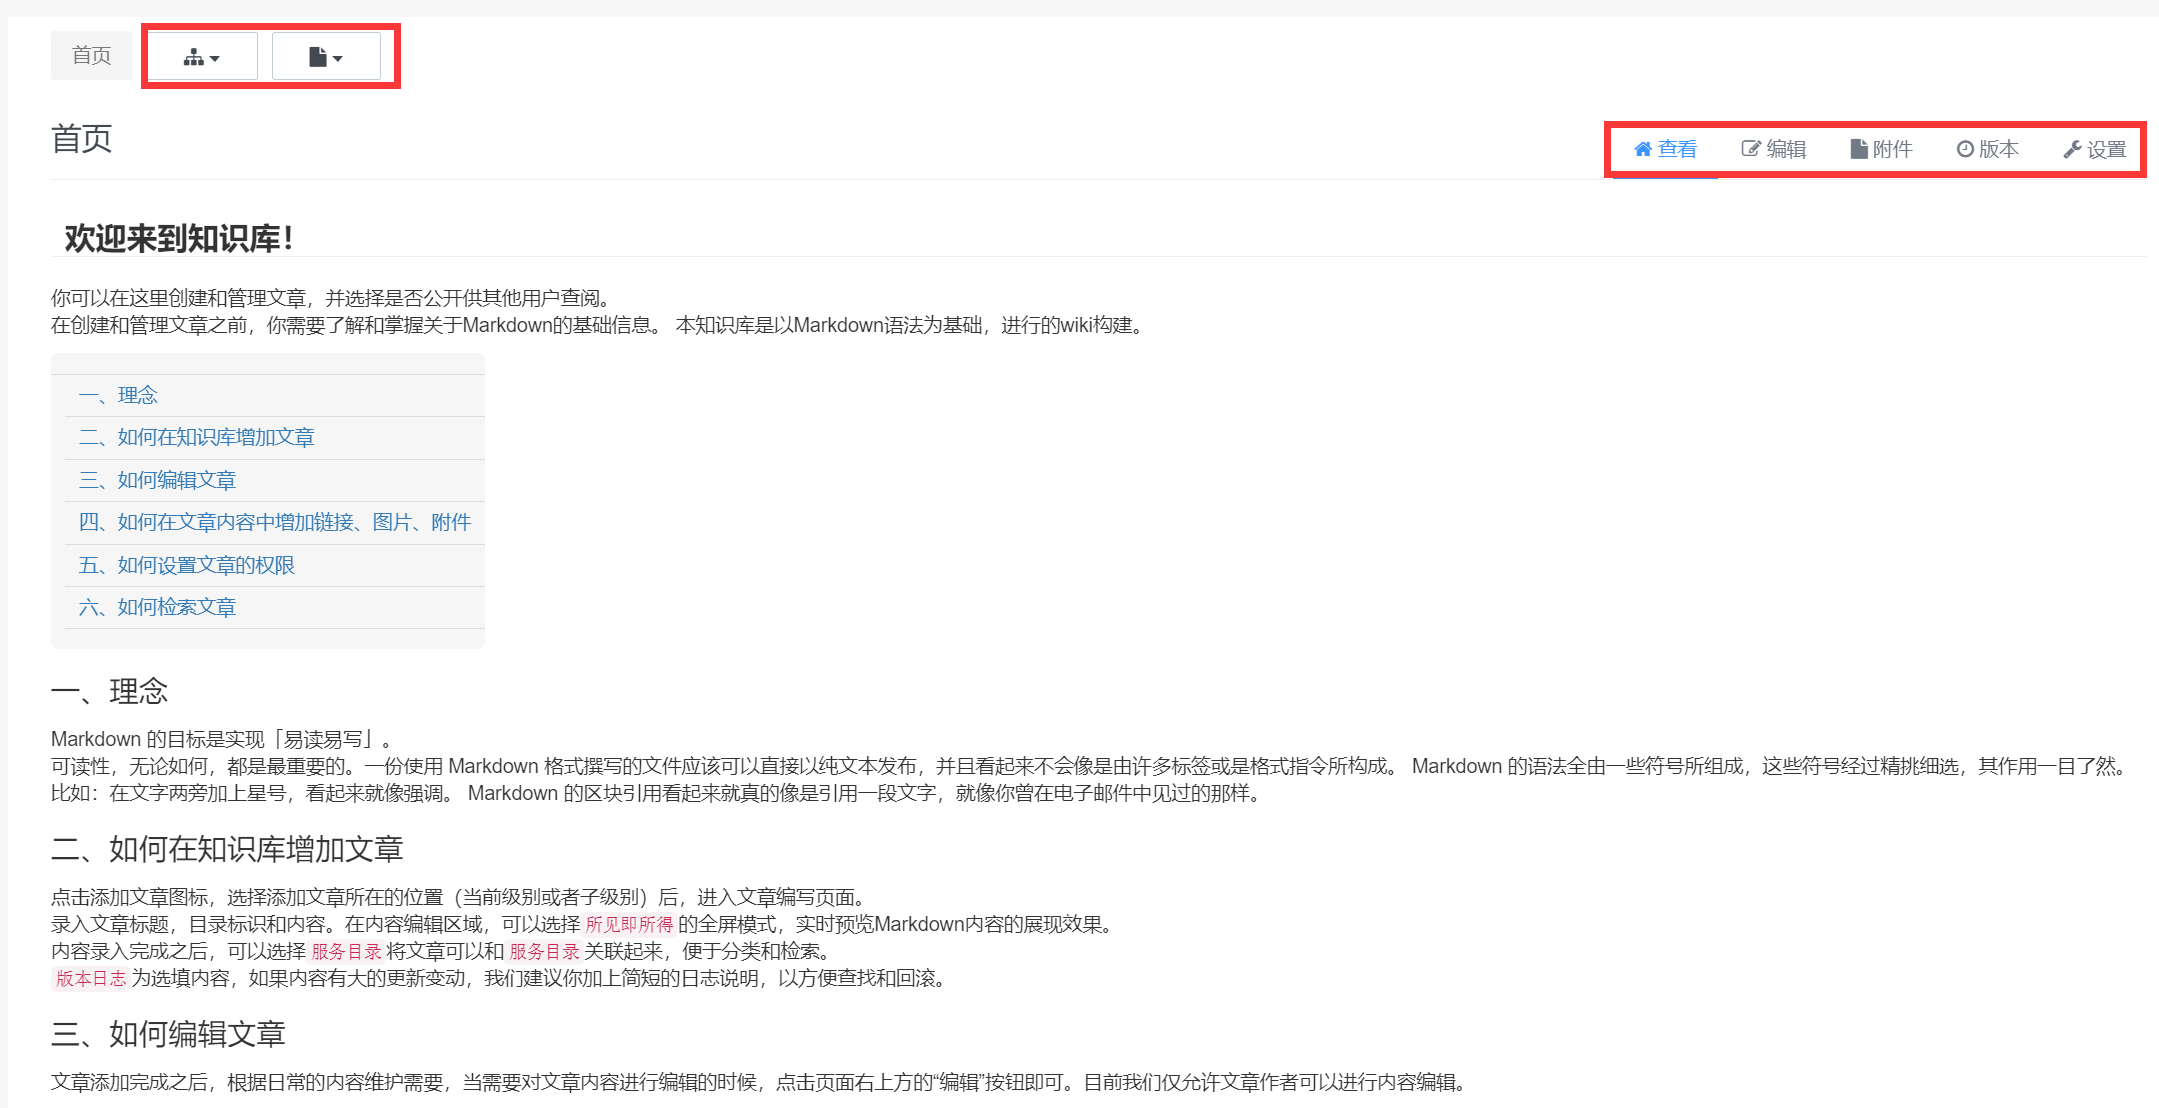 首页
首页
查看 编辑 附件 版本 设置
欢迎来到知识库！
你可以在这里创建和管理文章，并选择是否公开供其他用户查阅。
在创建和管理文章之前，你需要了解和掌握关于Markdown的基础信息。 本知识库是以Markdown语法为基础，进行的wiki构建。
一、理念
二、如何在知识库增加文章
三、如何编辑文章
四、如何在文章内容中增加链接、图片、附件
五、如何设置文章的权限
六、如何检索文章
一、理念
Markdown 的目标是实现「易读易写」。
可读性，无论如何，都是最重要的。一份使用 Markdown 格式撰写的文件应该可以直接以纯文本发布，并且看起来不会像是由许多标签或是格式指令所构成。 Markdown 的语法全由一些符号所组成，这些符号经过精挑细选，其作用一目了然。
比如：在文字两旁加上星号，看起来就像强调。 Markdown 的区块引用看起来就真的像是引用一段文字，就像你曾在电子邮件中见过的那样。
二、如何在知识库增加文章
点击添加文章图标，选择添加文章所在的位置（当前级别或者子级别）后，进入文章编写页面。
录入文章标题，目录标识和内容。在内容编辑区域，可以选择所见即所得的全屏模式，实时预览Markdown内容的展现效果。
内容录入完成之后，可以选择服务目录将文章可以和服务目录关联起来，便于分类和检索。
版本日志为选填内容，如果内容有大的更新变动，我们建议你加上简短的日志说明，以方便查找和回滚。
三、如何编辑文章
文章添加完成之后，根据日常的内容维护需要，当需要对文章内容进行编辑的时候，点击页面右上方的“编辑”按钮即可。目前我们仅允许文章作者可以进行内容编辑。